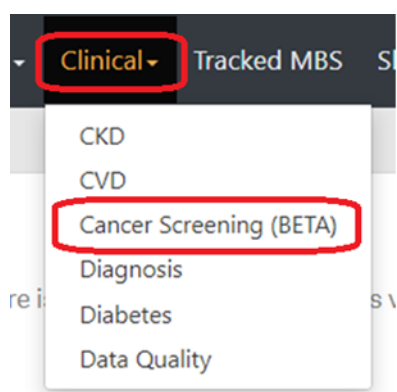 Clinical Tracked MBS
CKD
CVD
Cancer Screening (BETA)
Diagnosis
Diabetes
Data Quality